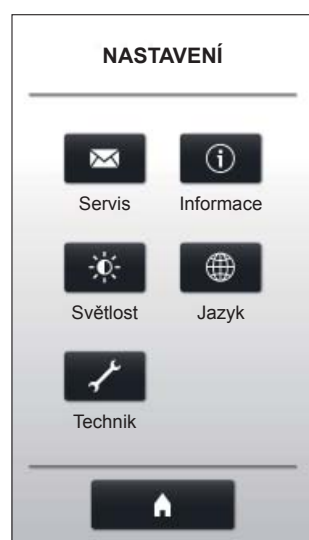 NASTAVENÍ
Servis
Informace
Světlost
Jazyk
Technik